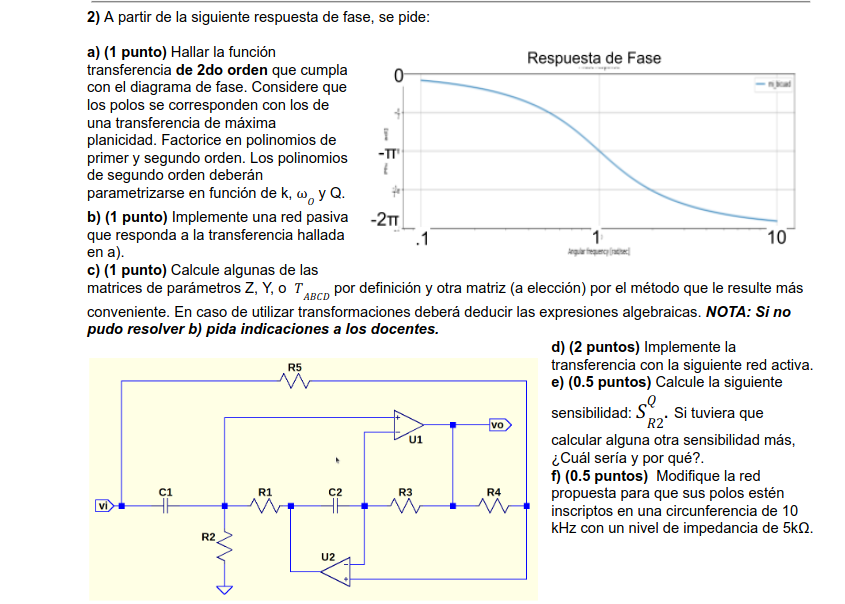 2) A partir de la siguiente respuesta de fase, se pide:
a) (1 punto) Hallar la función
transferencia de 2do orden que cumpla
con el diagrama de fase. Considere que
los polos se corresponden con los de
una transferencia de máxima
planicidad. Factorice en polinomios de
primer y segundo orden. Los polinomios
de segundo orden deberán
parametrizarse en función de k, ω_o y Q.
b) (1 punto) Implemente una red pasiva
que responda a la transferencia hallada
en a).
c) (1 punto) Calcule algunas de las
matrices de parámetros Z, Y, o T_ABCD por definición y otra matriz (a elección) por el método que le resulte más
conveniente. En caso de utilizar transformaciones deberá deducir las expresiones algebraicas. NOTA: Si no
pudo resolver b) pida indicaciones a los docentes.
Respuesta de Fase
0
-π
-2π
.1
1
10
Angular frequency [rad/sec]
d) (2 puntos) Implemente la
transferencia con la siguiente red activa.
e) (0.5 puntos) Calcule la siguiente
sensibilidad: S^Q_R2. Si tuviera que
calcular alguna otra sensibilidad más,
¿Cuál sería y por qué?.
f) (0.5 puntos) Modifique la red
propuesta para que sus polos estén
inscriptos en una circunferencia de 10
kHz con un nivel de impedancia de 5kΩ.
R5
+
-
U1
vo
vi
C1
R1
C2
R3
R4
R2
U2
-
+